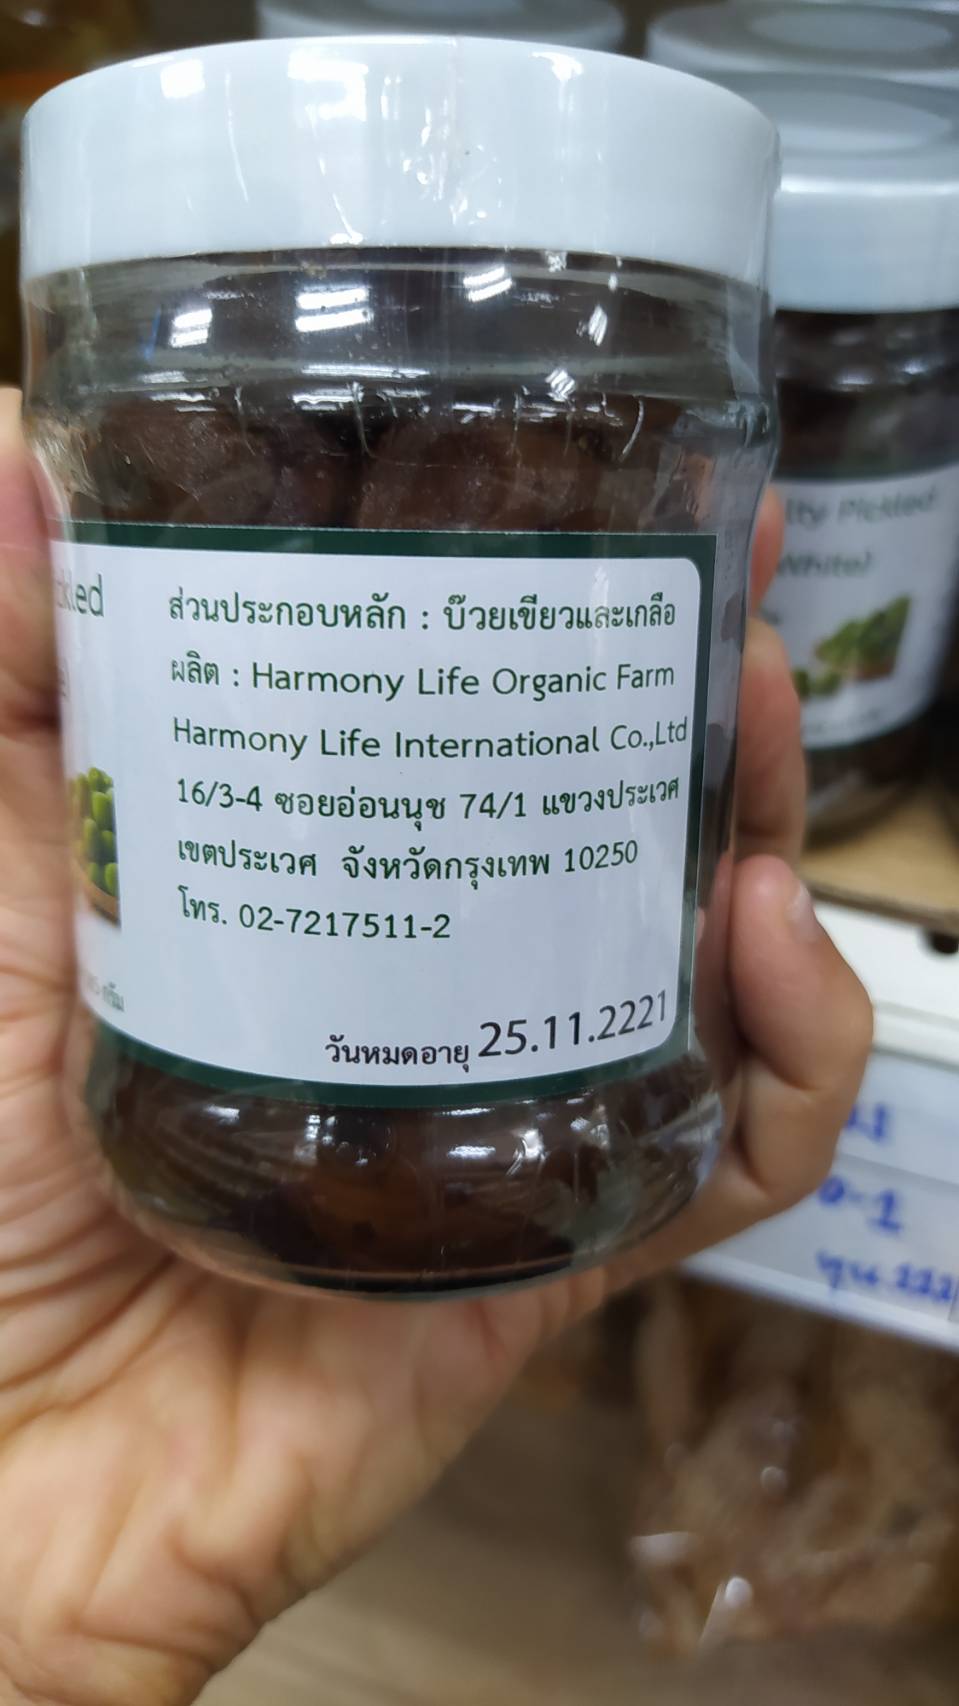 ส่วนประกอบหลัก : บ๊วยเขียวและเกลือ
ผลิต : Harmony Life Organic Farm
Harmony Life International Co.,Ltd
16/3-4 ซอยอ่อนนุช 74/1 แขวงประเวศ
เขตประเวศ จังหวัดกรุงเทพ 10250
โทร. 02-7217511-2
วันหมดอายุ 25.11.2221
กรัม
Pickled
White)